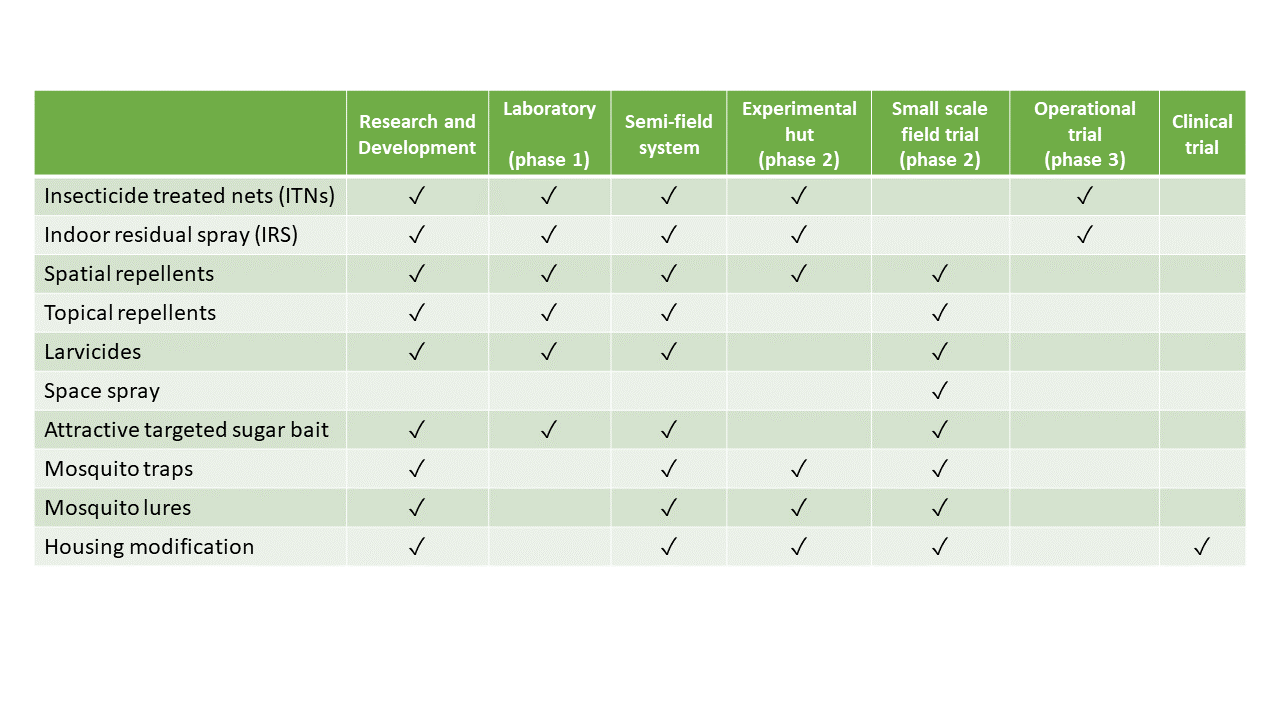 Research and
Development
Laboratory
(phase 1)
Semi-field
system
Experimental
hut
(phase 2)
Small scale
field trial
(phase 2)
Operational
trial
(phase 3)
Clinical
trial
Insecticide treated nets (ITNs) ✓ ✓ ✓ ✓ ✓
Indoor residual spray (IRS) ✓ ✓ ✓ ✓ ✓
Spatial repellents ✓ ✓ ✓ ✓ ✓
Topical repellents ✓ ✓ ✓ ✓
Larvicides ✓ ✓ ✓ ✓
Space spray ✓
Attractive targeted sugar bait ✓ ✓ ✓ ✓
Mosquito traps ✓ ✓ ✓ ✓
Mosquito lures ✓ ✓ ✓ ✓
Housing modification ✓ ✓ ✓ ✓ ✓